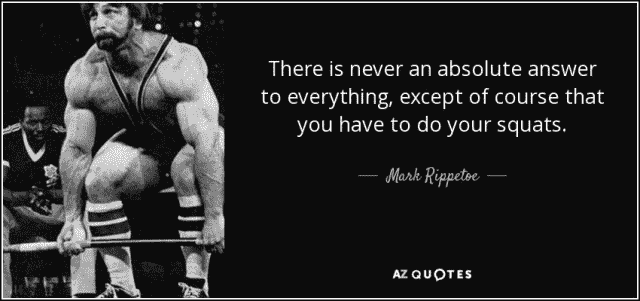 There is never an absolute answer
to everything, except of course that
you have to do your squats.
Mark Rippetoe
AZ QUOTES